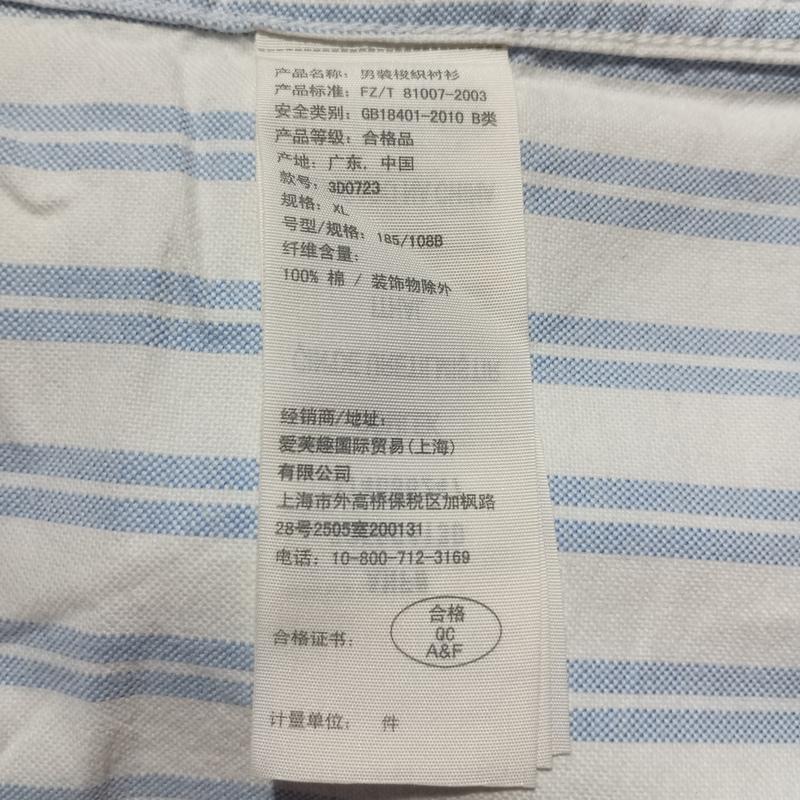 产品名称: 男装梭织衬衫
产品标准: FZ/T 81007-2003
安全类别: GB18401-2010 B类
产品等级: 合格品
产地: 广东, 中国
款号: 3D0723
规格: XL
号型/规格: 185/108B
纤维含量:
100% 棉 / 装饰物除外
经销商/地址:
爱芙趣国际贸易(上海)
有限公司
上海市外高桥保税区加枫路
28号2505室200131
电话: 10-800-712-3169
合格证书:
合格
QC
A&F
计量单位: 件